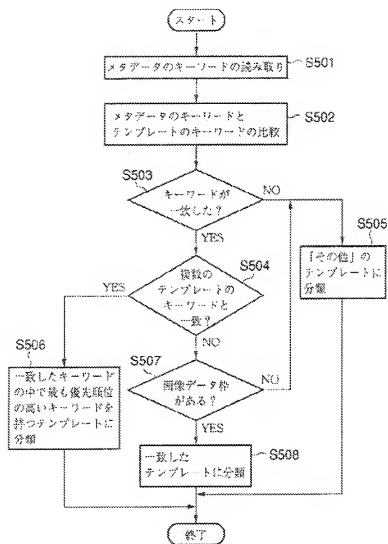 スタート
メタデータのキーワードの読み取り
S501
メタデータのキーワードと
テンプレートのキーワードの比較
S502
S503
キーワードが
一致した?
NO
YES
S505
「その他」の
テンプレートに
分類
S504
複数の
テンプレートの
キーワードと
一致?
YES
NO
S506
一致したキーワード
の中で最も優先順位
の高いキーワードを
持つテンプレートに
分類
S507
画像データ枠
がある?
NO
YES
S508
一致した
テンプレートに分類
終了